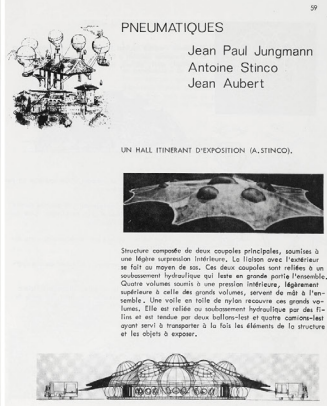 59
PNEUMATIQUES
Jean Paul Jungmann
Antoine Stinco
Jean Aubert
UN HALL ITINERANT D'EXPOSITION (A.STINCO).
Structure composée de deux coupoles principales, soumises à
une légère surpression intérieure. La liaison avec l'extérieur
se fait au moyen de sas. Ces deux coupoles sont reliées à un
soubassement hydraulique qui leste en grande partie l'ensemble.
Quatre volumes soumis à une pression intérieure, légèrement
supérieure à celle des grands volumes, servent de mât à l'en-
semble. Une voile en toile de nylon recouvre ces grands vo-
lumes. Elle est reliée au soubassement hydraulique par des fi-
lins et est tendue par deux ballons-lest et quatre camions-lest
ayant servi à transporter à la fois les éléments de la structure
et les objets à exposer.